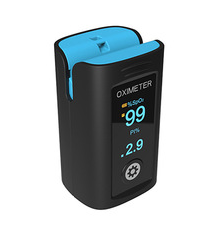 OXIMETER
%SpO₂
99
PI%
2.9